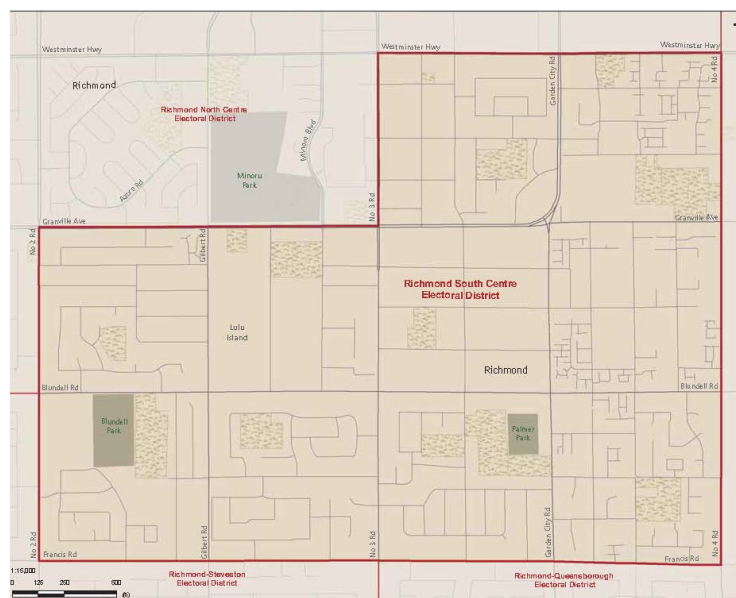 Westminster Hwy
Westminster Hwy
Westminster Hwy
Richmond
Garden City Rd
No 4 Rd
Richmond North Centre
Electoral District
Minoru Blvd
Minoru
Park
Azure Rd
No 3 Rd
Granville Ave
Granville Ave
No 2 Rd
Gilbert Rd
Richmond South Centre
Electoral District
Lulu
Island
Richmond
Blundell Rd
Blundell Rd
Blundell
Park
Palmer
Park
No 2 Rd
Gilbert Rd
No 3 Rd
Garden City Rd
No 4 Rd
Francis Rd
Francis Rd
Richmond-Steveston
Electoral District
Richmond-Queensborough
Electoral District
0 125 250 500